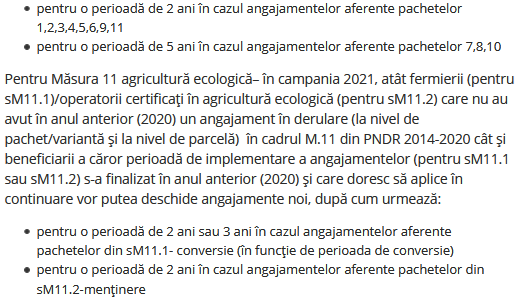 pentru o perioadă de 2 ani în cazul angajamentelor aferente pachetelor
1,2,3,4,5,6,9,11
pentru o perioadă de 5 ani în cazul angajamentelor aferente pachetelor 7,8,10
Pentru Măsura 11 agricultură ecologică– în campania 2021, atât fermierii (pentru
sM11.1)/operatorii certificaţi în agricultură ecologică (pentru sM11.2) care nu au
avut în anul anterior (2020) un angajament în derulare (la nivel de
pachet/variantă şi la nivel de parcelă)  în cadrul M.11 din PNDR 2014-2020 cât şi
beneficiarii a căror perioadă de implementare a angajamentelor (pentru sM11.1
sau sM11.2) s-a finalizat în anul anterior (2020) şi care doresc să aplice în
continuare vor putea deschide angajamente noi, după cum urmează:
pentru o perioadă de 2 ani sau 3 ani în cazul angajamentelor aferente
pachetelor din sM11.1- conversie (în funcţie de perioada de conversie)
pentru o perioadă de 2 ani în cazul angajamentelor aferente pachetelor din
sM11.2-menţinere